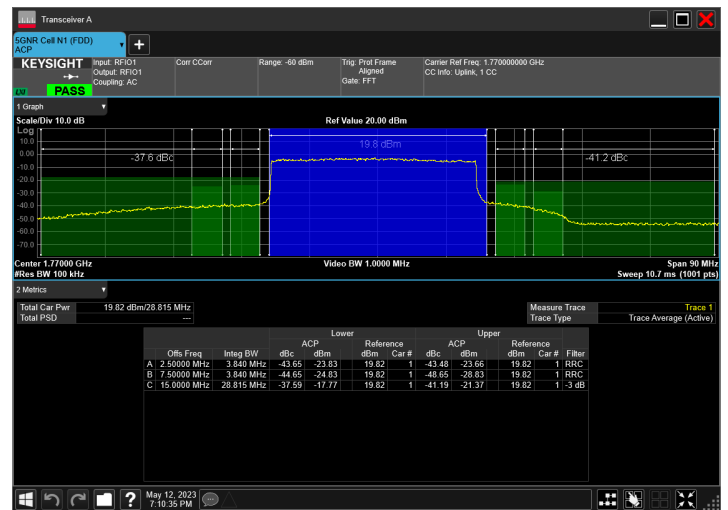 Transceiver A
5GNR Cell N1 (FDD)
ACP
KEYSIGHT
LXI
PASS
Input: RFIO1
Output: RFIO1
Coupling: AC
Corr CCorr
Range: -60 dBm
Trig: Prot Frame
Aligned
Gate: FFT
Carrier Ref Freq: 1.770000000 GHz
CC Info: Uplink, 1 CC
1 Graph
Scale/Div 10.0 dB
Ref Value 20.00 dBm
Log
10.0
0.00
-10.0
-20.0
-30.0
-40.0
-50.0
-60.0
-70.0
-37.6 dBc
19.8 dBm
-41.2 dBc
Center 1.77000 GHz
#Res BW 100 kHz
Video BW 1.0000 MHz
Span 90 MHz
Sweep 10.7 ms (1001 pts)
2 Metrics
Total Car Pwr 19.82 dBm/28.815 MHz
Total PSD ---
Measure Trace Trace 1
Trace Type Trace Average (Active)
Lower Upper
ACP Reference ACP Reference
Offs Freq Integ BW dBc dBm dBm Car # dBc dBm dBm Car # Filter
A 2.50000 MHz 3.840 MHz -43.65 -23.83 19.82 1 -43.48 -23.66 19.82 1 RRC
B 7.50000 MHz 3.840 MHz -44.65 -24.83 19.82 1 -48.65 -28.83 19.82 1 RRC
C 15.0000 MHz 28.815 MHz -37.59 -17.77 19.82 1 -41.19 -21.37 19.82 1 -3 dB
May 12, 2023
7:10:35 PM